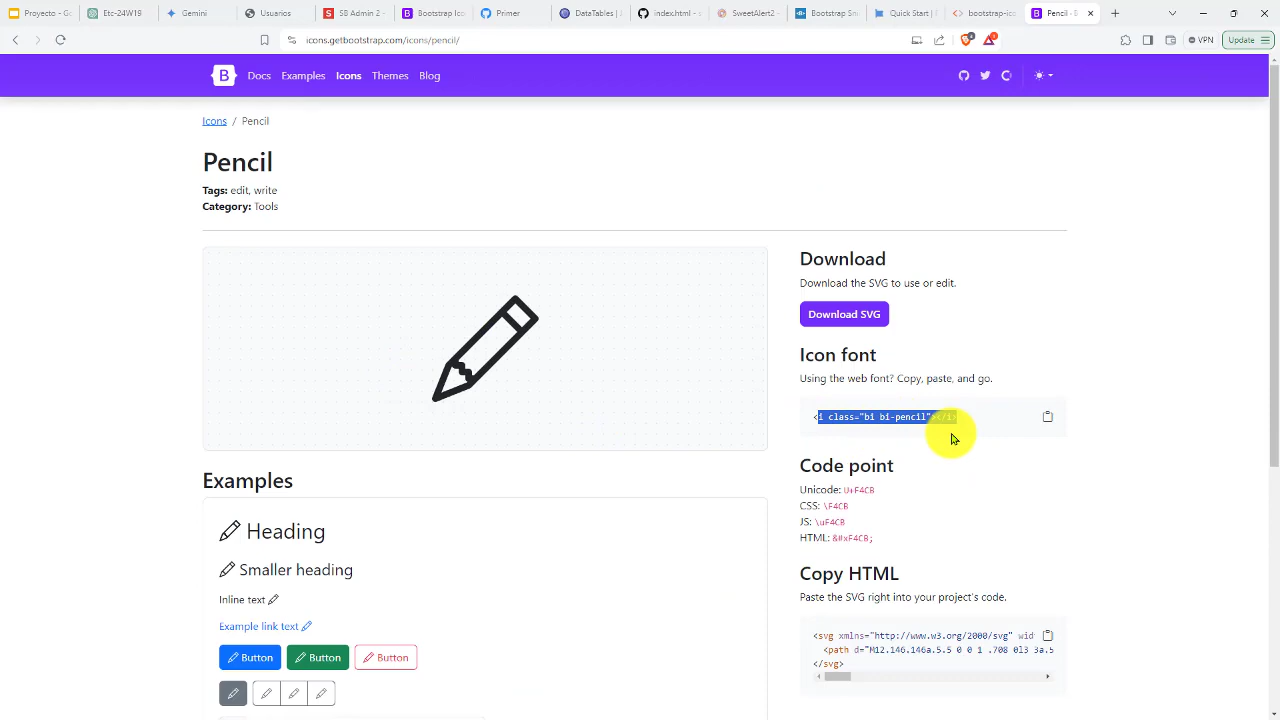 Proyecto - G
Etc-24W19
Gemini
Usuarios
SB Admin 2 -
Bootstrap Ico
Primer
DataTables | J
index.html - s
SweetAlert2 -
Bootstrap Sni
Quick Start |
bootstrap-ico
Pencil - B
icons.getbootstrap.com/icons/pencil/
VPN
Update
B Docs Examples Icons Themes Blog
Icons / Pencil
Pencil
Tags: edit, write
Category: Tools
Download
Download the SVG to use or edit.
Download SVG
Icon font
Using the web font? Copy, paste, and go.
<i class="bi bi-pencil"></i>
Code point
Unicode: U+F4CB
CSS: \F4CB
JS: \uF4CB
HTML: &#xF4CB;
Copy HTML
Paste the SVG right into your project's code.
<svg xmlns="http://www.w3.org/2000/svg" wid
<path d="M12.146.146a.5.5 0 0 1 .708 0l3 3a.5
</svg>
Examples
Heading
Smaller heading
Inline text
Example link text
Button Button Button